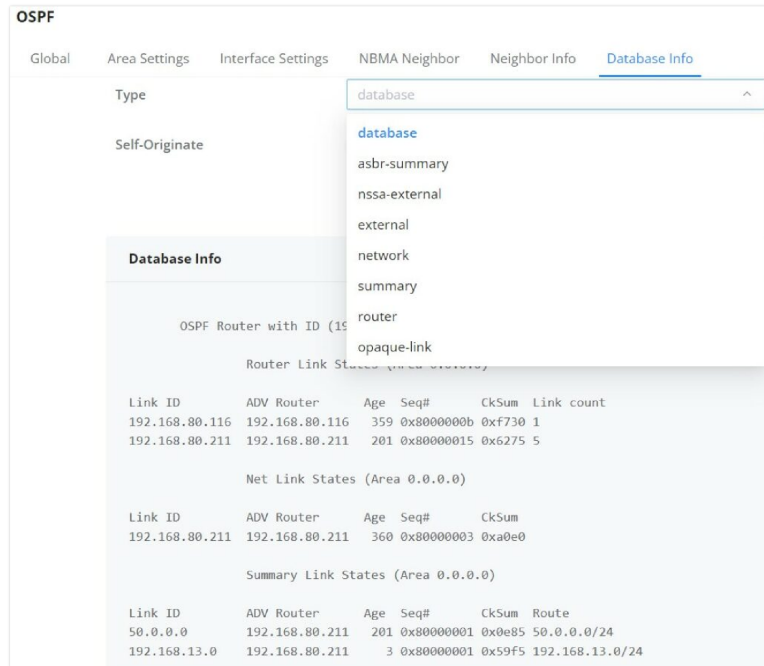 OSPF
Global Area Settings Interface Settings NBMA Neighbor Neighbor Info Database Info
Type database
Self-Originate
database
asbr-summary
nssa-external
external
network
summary
router
opaque-link
Database Info
OSPF Router with ID (19
Router Link States (Area 0.0.0.0)
Link ID ADV Router Age Seq# CkSum Link count
192.168.80.116 192.168.80.116 359 0x8000000b 0xf730 1
192.168.80.211 192.168.80.211 201 0x80000015 0x6275 5
Net Link States (Area 0.0.0.0)
Link ID ADV Router Age Seq# CkSum
192.168.80.211 192.168.80.211 360 0x80000003 0xa0e0
Summary Link States (Area 0.0.0.0)
Link ID ADV Router Age Seq# CkSum Route
50.0.0.0 192.168.80.211 201 0x80000001 0x0e85 50.0.0.0/24
192.168.13.0 192.168.80.211 3 0x80000001 0x59f5 192.168.13.0/24